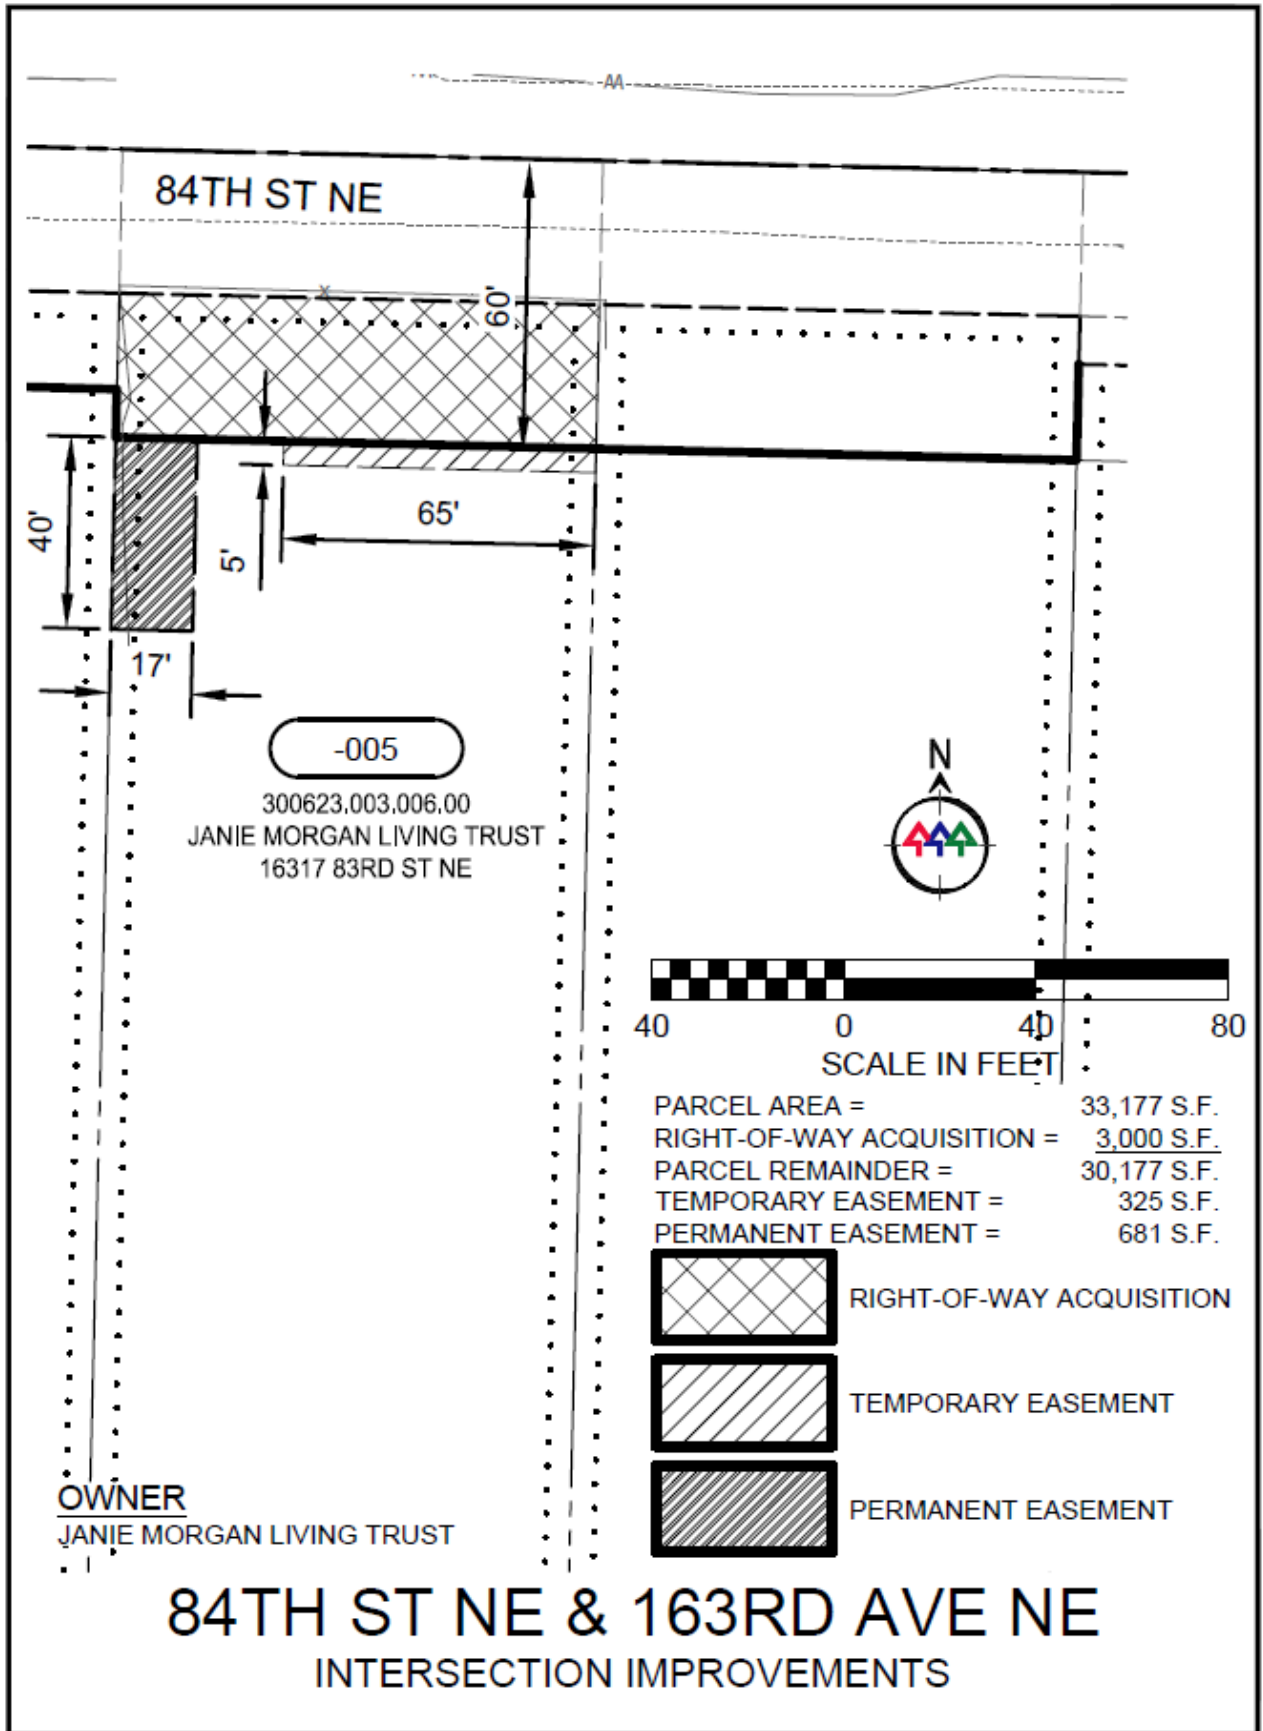 AA
84TH ST NE
X
60'
40'
5'
65'
17'
-005
300623.003.006.00
JANIE MORGAN LIVING TRUST
16317 83RD ST NE
N
40 0 40 80
SCALE IN FEET
PARCEL AREA = 33,177 S.F.
RIGHT-OF-WAY ACQUISITION = 3,000 S.F.
PARCEL REMAINDER = 30,177 S.F.
TEMPORARY EASEMENT = 325 S.F.
PERMANENT EASEMENT = 681 S.F.
RIGHT-OF-WAY ACQUISITION
TEMPORARY EASEMENT
PERMANENT EASEMENT
OWNER
JANIE MORGAN LIVING TRUST
84TH ST NE & 163RD AVE NE
INTERSECTION IMPROVEMENTS